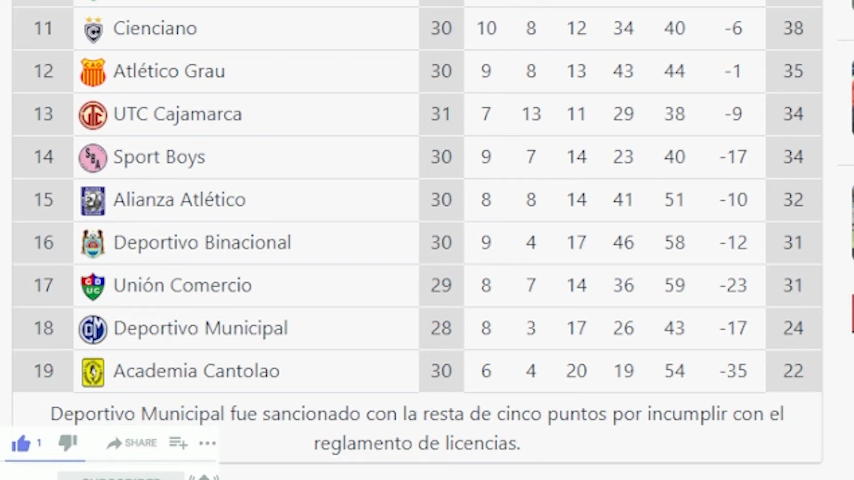 11 Cienciano 30 10 8 12 34 40 -6 38
12 Atlético Grau 30 9 8 13 43 44 -1 35
13 UTC Cajamarca 31 7 13 11 29 38 -9 34
14 Sport Boys 30 9 7 14 23 40 -17 34
15 Alianza Atlético 30 8 8 14 41 51 -10 32
16 Deportivo Binacional 30 9 4 17 46 58 -12 31
17 Unión Comercio 29 8 7 14 36 59 -23 31
18 Deportivo Municipal 28 8 3 17 26 43 -17 24
19 Academia Cantolao 30 6 4 20 19 54 -35 22
Deportivo Municipal fue sancionado con la resta de cinco puntos por incumplir con el
reglamento de licencias.
1 SHARE